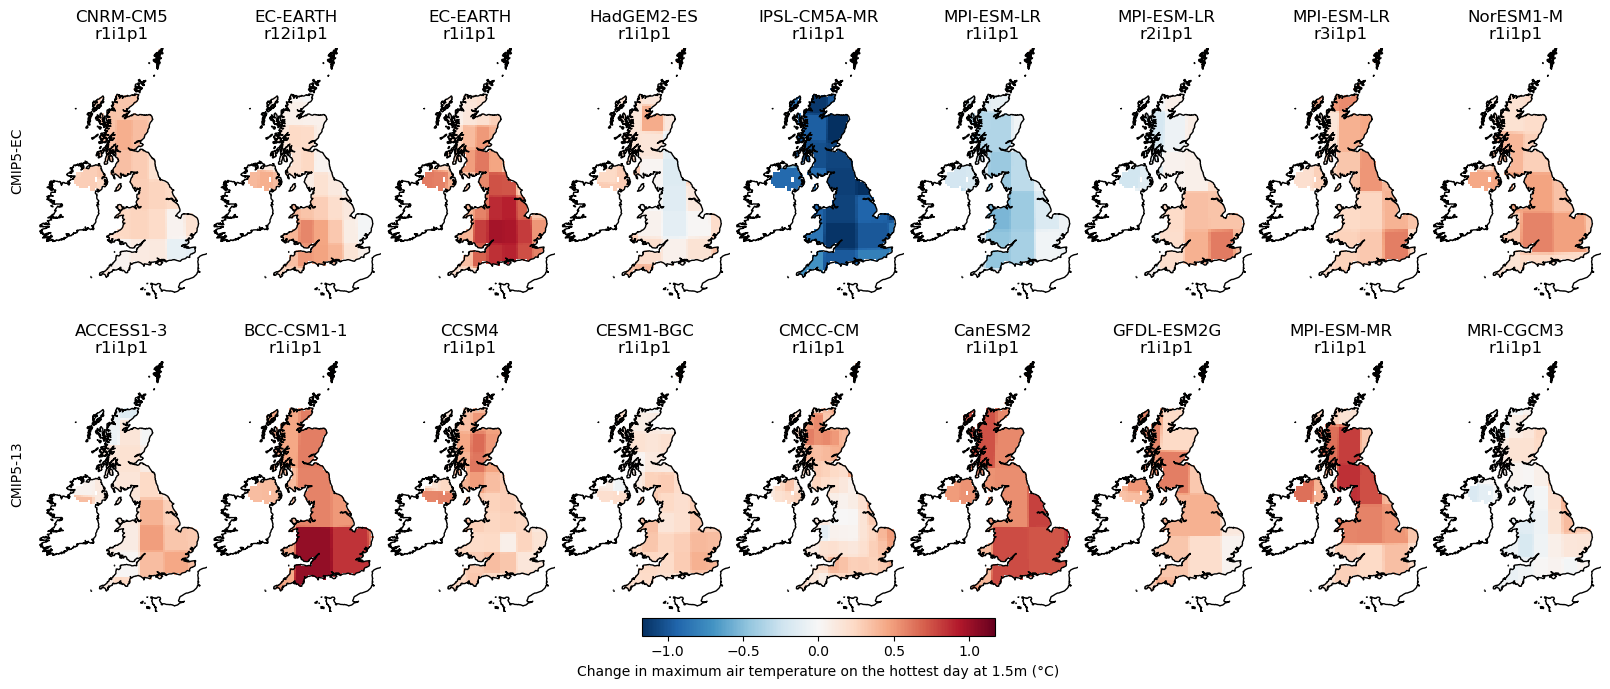 CNRM-CM5
r1i1p1
EC-EARTH
r12i1p1
EC-EARTH
r1i1p1
HadGEM2-ES
r1i1p1
IPSL-CM5A-MR
r1i1p1
MPI-ESM-LR
r1i1p1
MPI-ESM-LR
r2i1p1
MPI-ESM-LR
r3i1p1
NorESM1-M
r1i1p1
CMIP5-EC
ACCESS1-3
r1i1p1
BCC-CSM1-1
r1i1p1
CCSM4
r1i1p1
CESM1-BGC
r1i1p1
CMCC-CM
r1i1p1
CanESM2
r1i1p1
GFDL-ESM2G
r1i1p1
MPI-ESM-MR
r1i1p1
MRI-CGCM3
r1i1p1
CMIP5-13
−1.0 −0.5 0.0 0.5 1.0
Change in maximum air temperature on the hottest day at 1.5m (°C)